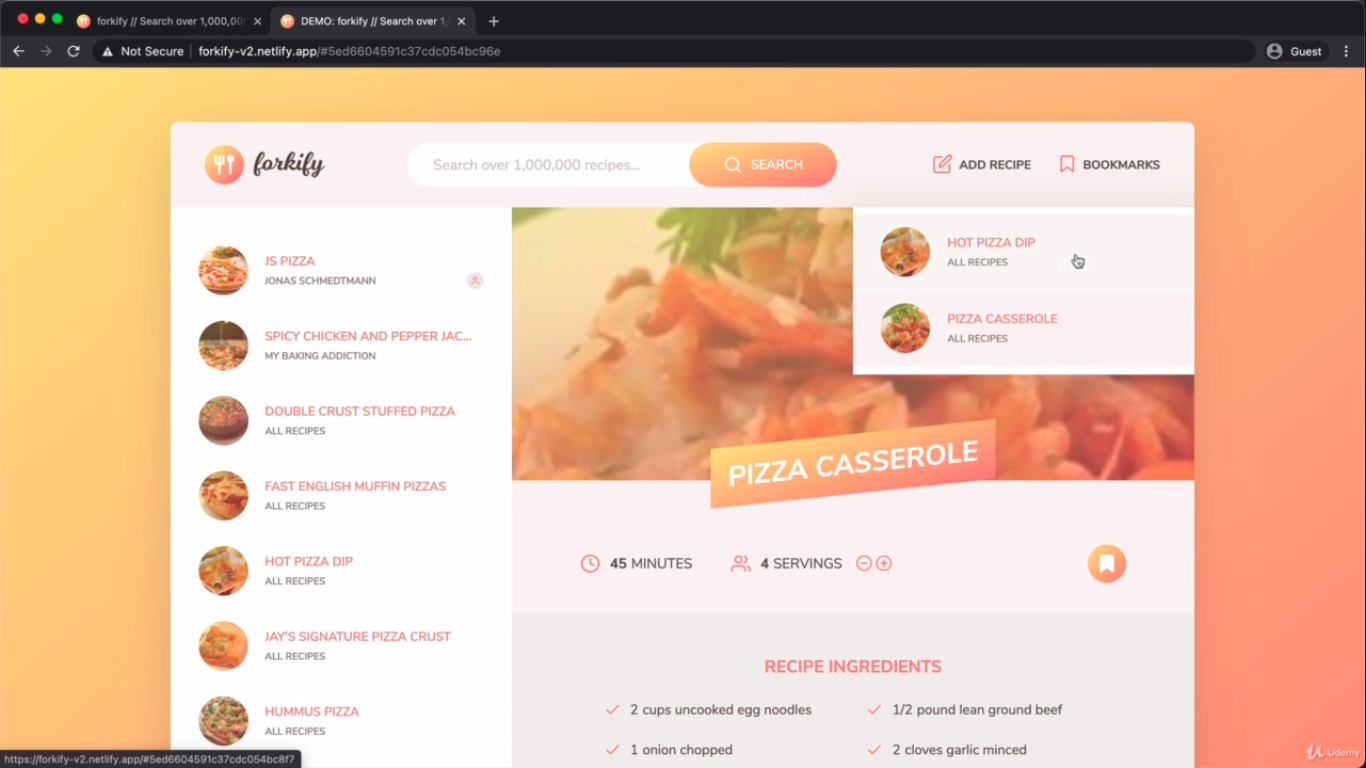 forkify // Search over 1,000,000
DEMO: forkify // Search over 1,
Not Secure
forkify-v2.netlify.app/#5ed6604591c37cdc054bc96e
Guest
forkify
Search over 1,000,000 recipes...
SEARCH
ADD RECIPE
BOOKMARKS
JS PIZZA
JONAS SCHMEDTMANN
SPICY CHICKEN AND PEPPER JAC...
MY BAKING ADDICTION
DOUBLE CRUST STUFFED PIZZA
ALL RECIPES
FAST ENGLISH MUFFIN PIZZAS
ALL RECIPES
HOT PIZZA DIP
ALL RECIPES
JAY'S SIGNATURE PIZZA CRUST
ALL RECIPES
HUMMUS PIZZA
ALL RECIPES
HOT PIZZA DIP
ALL RECIPES
PIZZA CASSEROLE
ALL RECIPES
PIZZA CASSEROLE
45 MINUTES
4 SERVINGS
RECIPE INGREDIENTS
2 cups uncooked egg noodles
1/2 pound lean ground beef
1 onion chopped
2 cloves garlic minced
https://forkify-v2.netlify.app/#5ed6604591c37cdc054bc8f7
Udemy